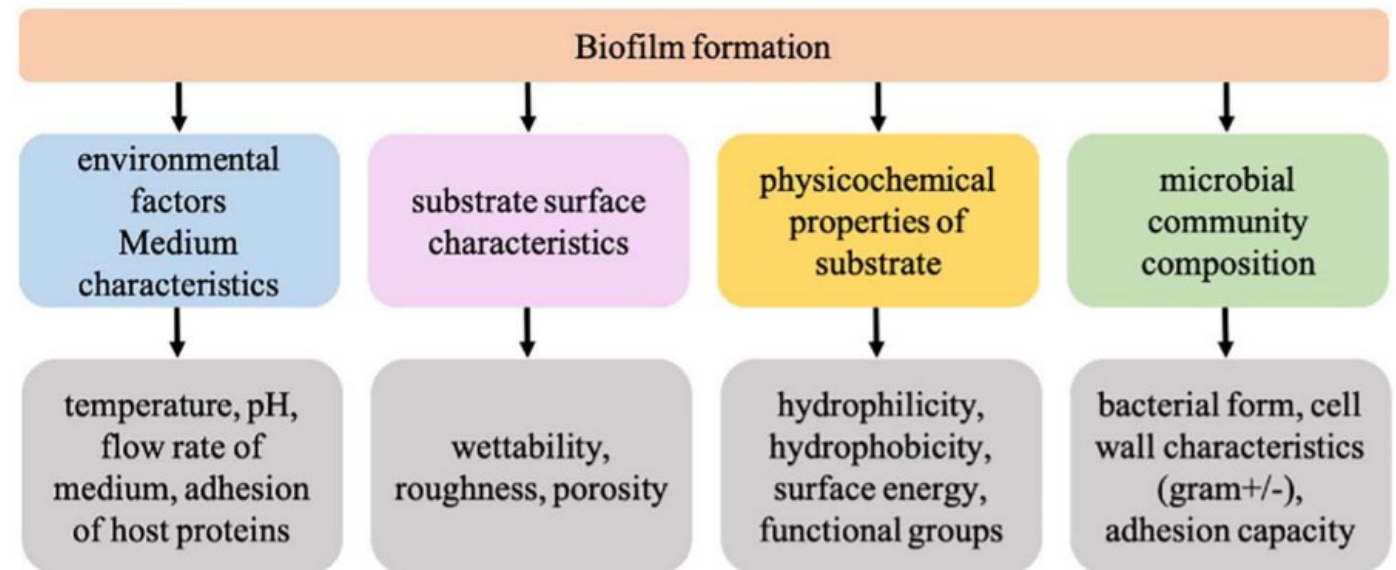 Biofilm formation
environmental
factors
Medium
characteristics
substrate surface
characteristics
physicochemical
properties of
substrate
microbial
community
composition
temperature, pH,
flow rate of
medium, adhesion
of host proteins
wettability,
roughness, porosity
hydrophilicity,
hydrophobicity,
surface energy,
functional groups
bacterial form, cell
wall characteristics
(gram+/-),
adhesion capacity